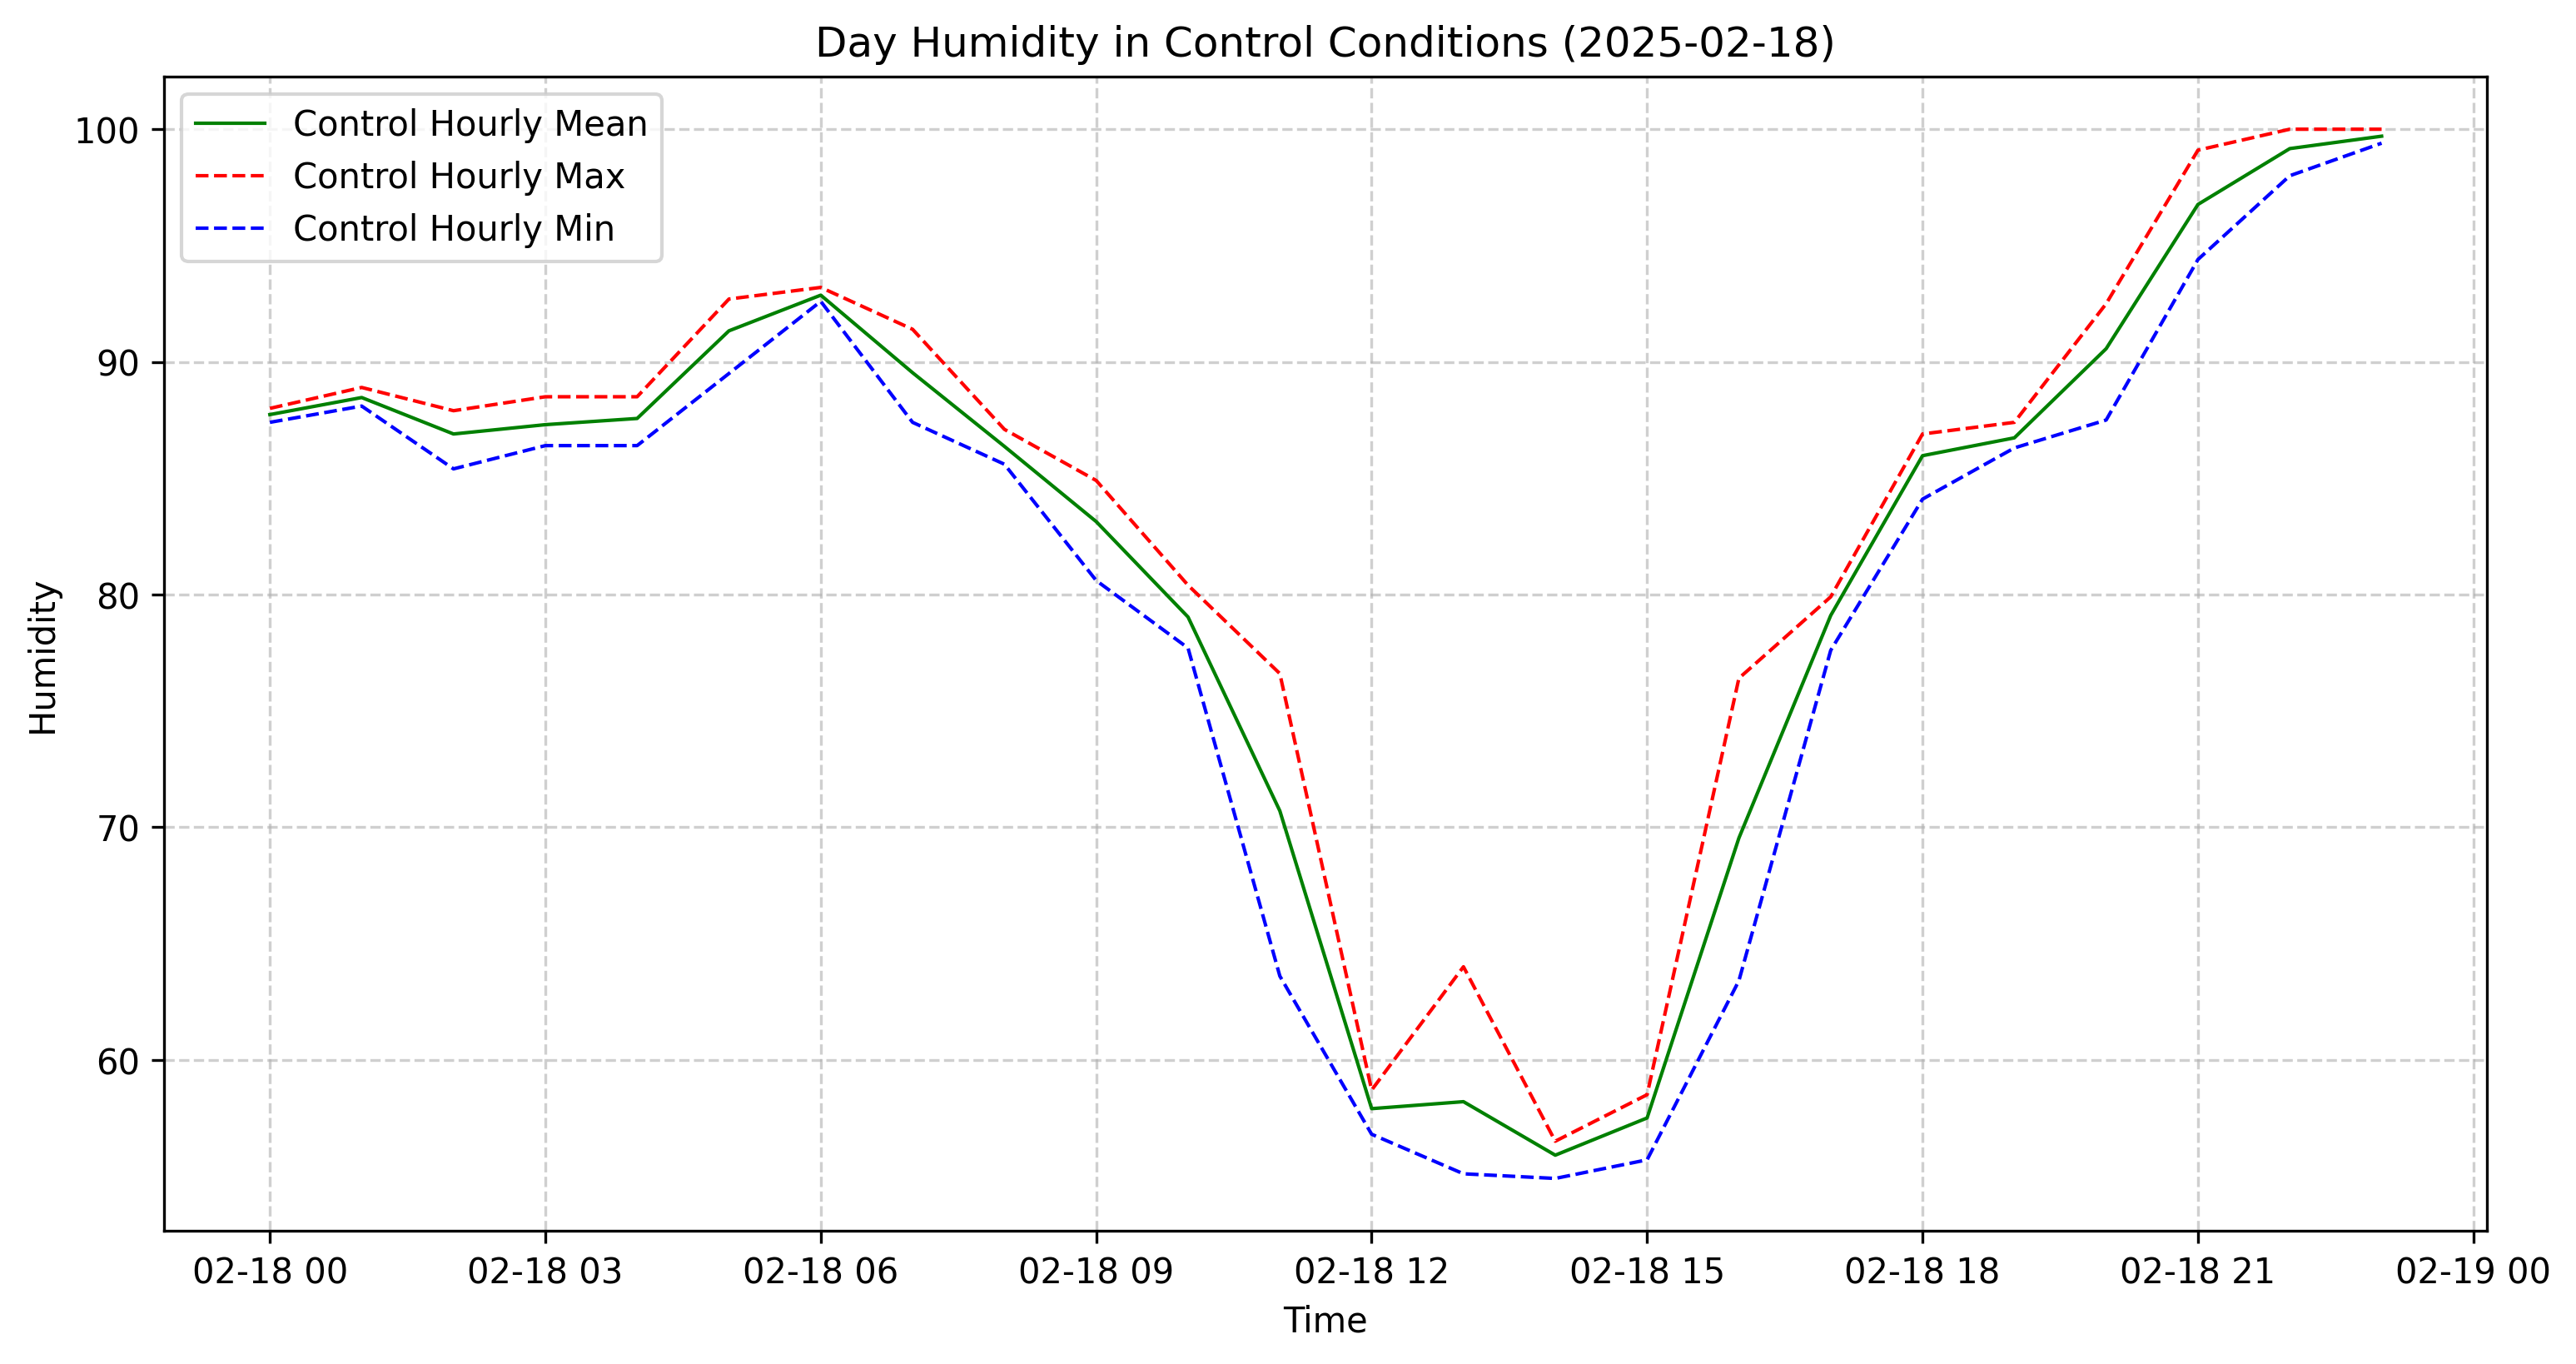 Day Humidity in Control Conditions (2025-02-18)
Control Hourly Mean
Control Hourly Max
Control Hourly Min
100
90
80
70
60
Humidity
02-18 00 02-18 03 02-18 06 02-18 09 02-18 12 02-18 15 02-18 18 02-18 21 02-19 00
Time